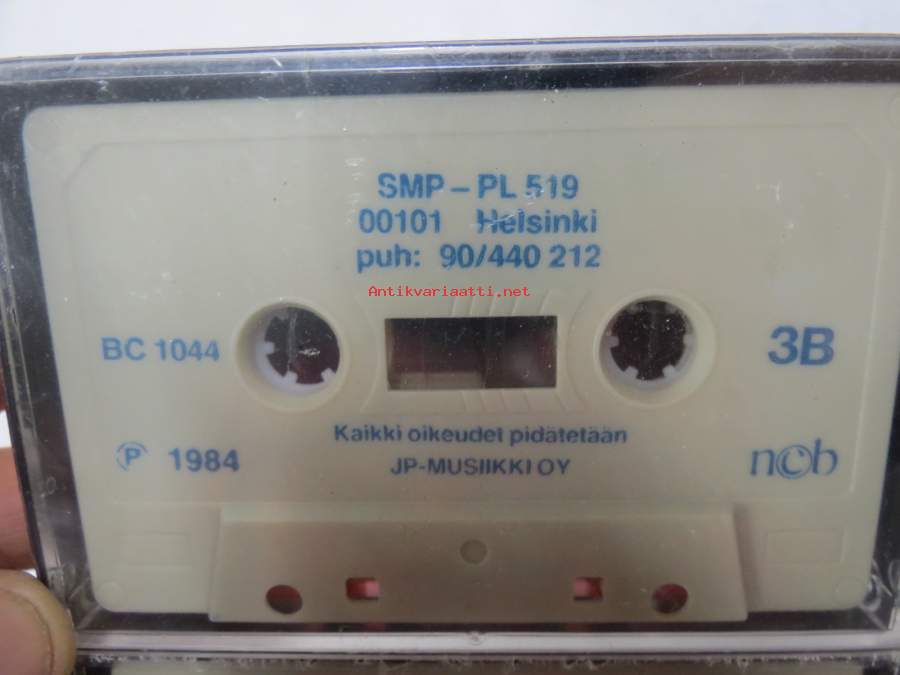 SMP – PL 519
00101 Helsinki
puh: 90/440 212
Antikvariaatti.net
BC 1044
3B
Kaikki oikeudet pidätetään
Ⓟ 1984
JP-MUSIIKKI OY
ncb